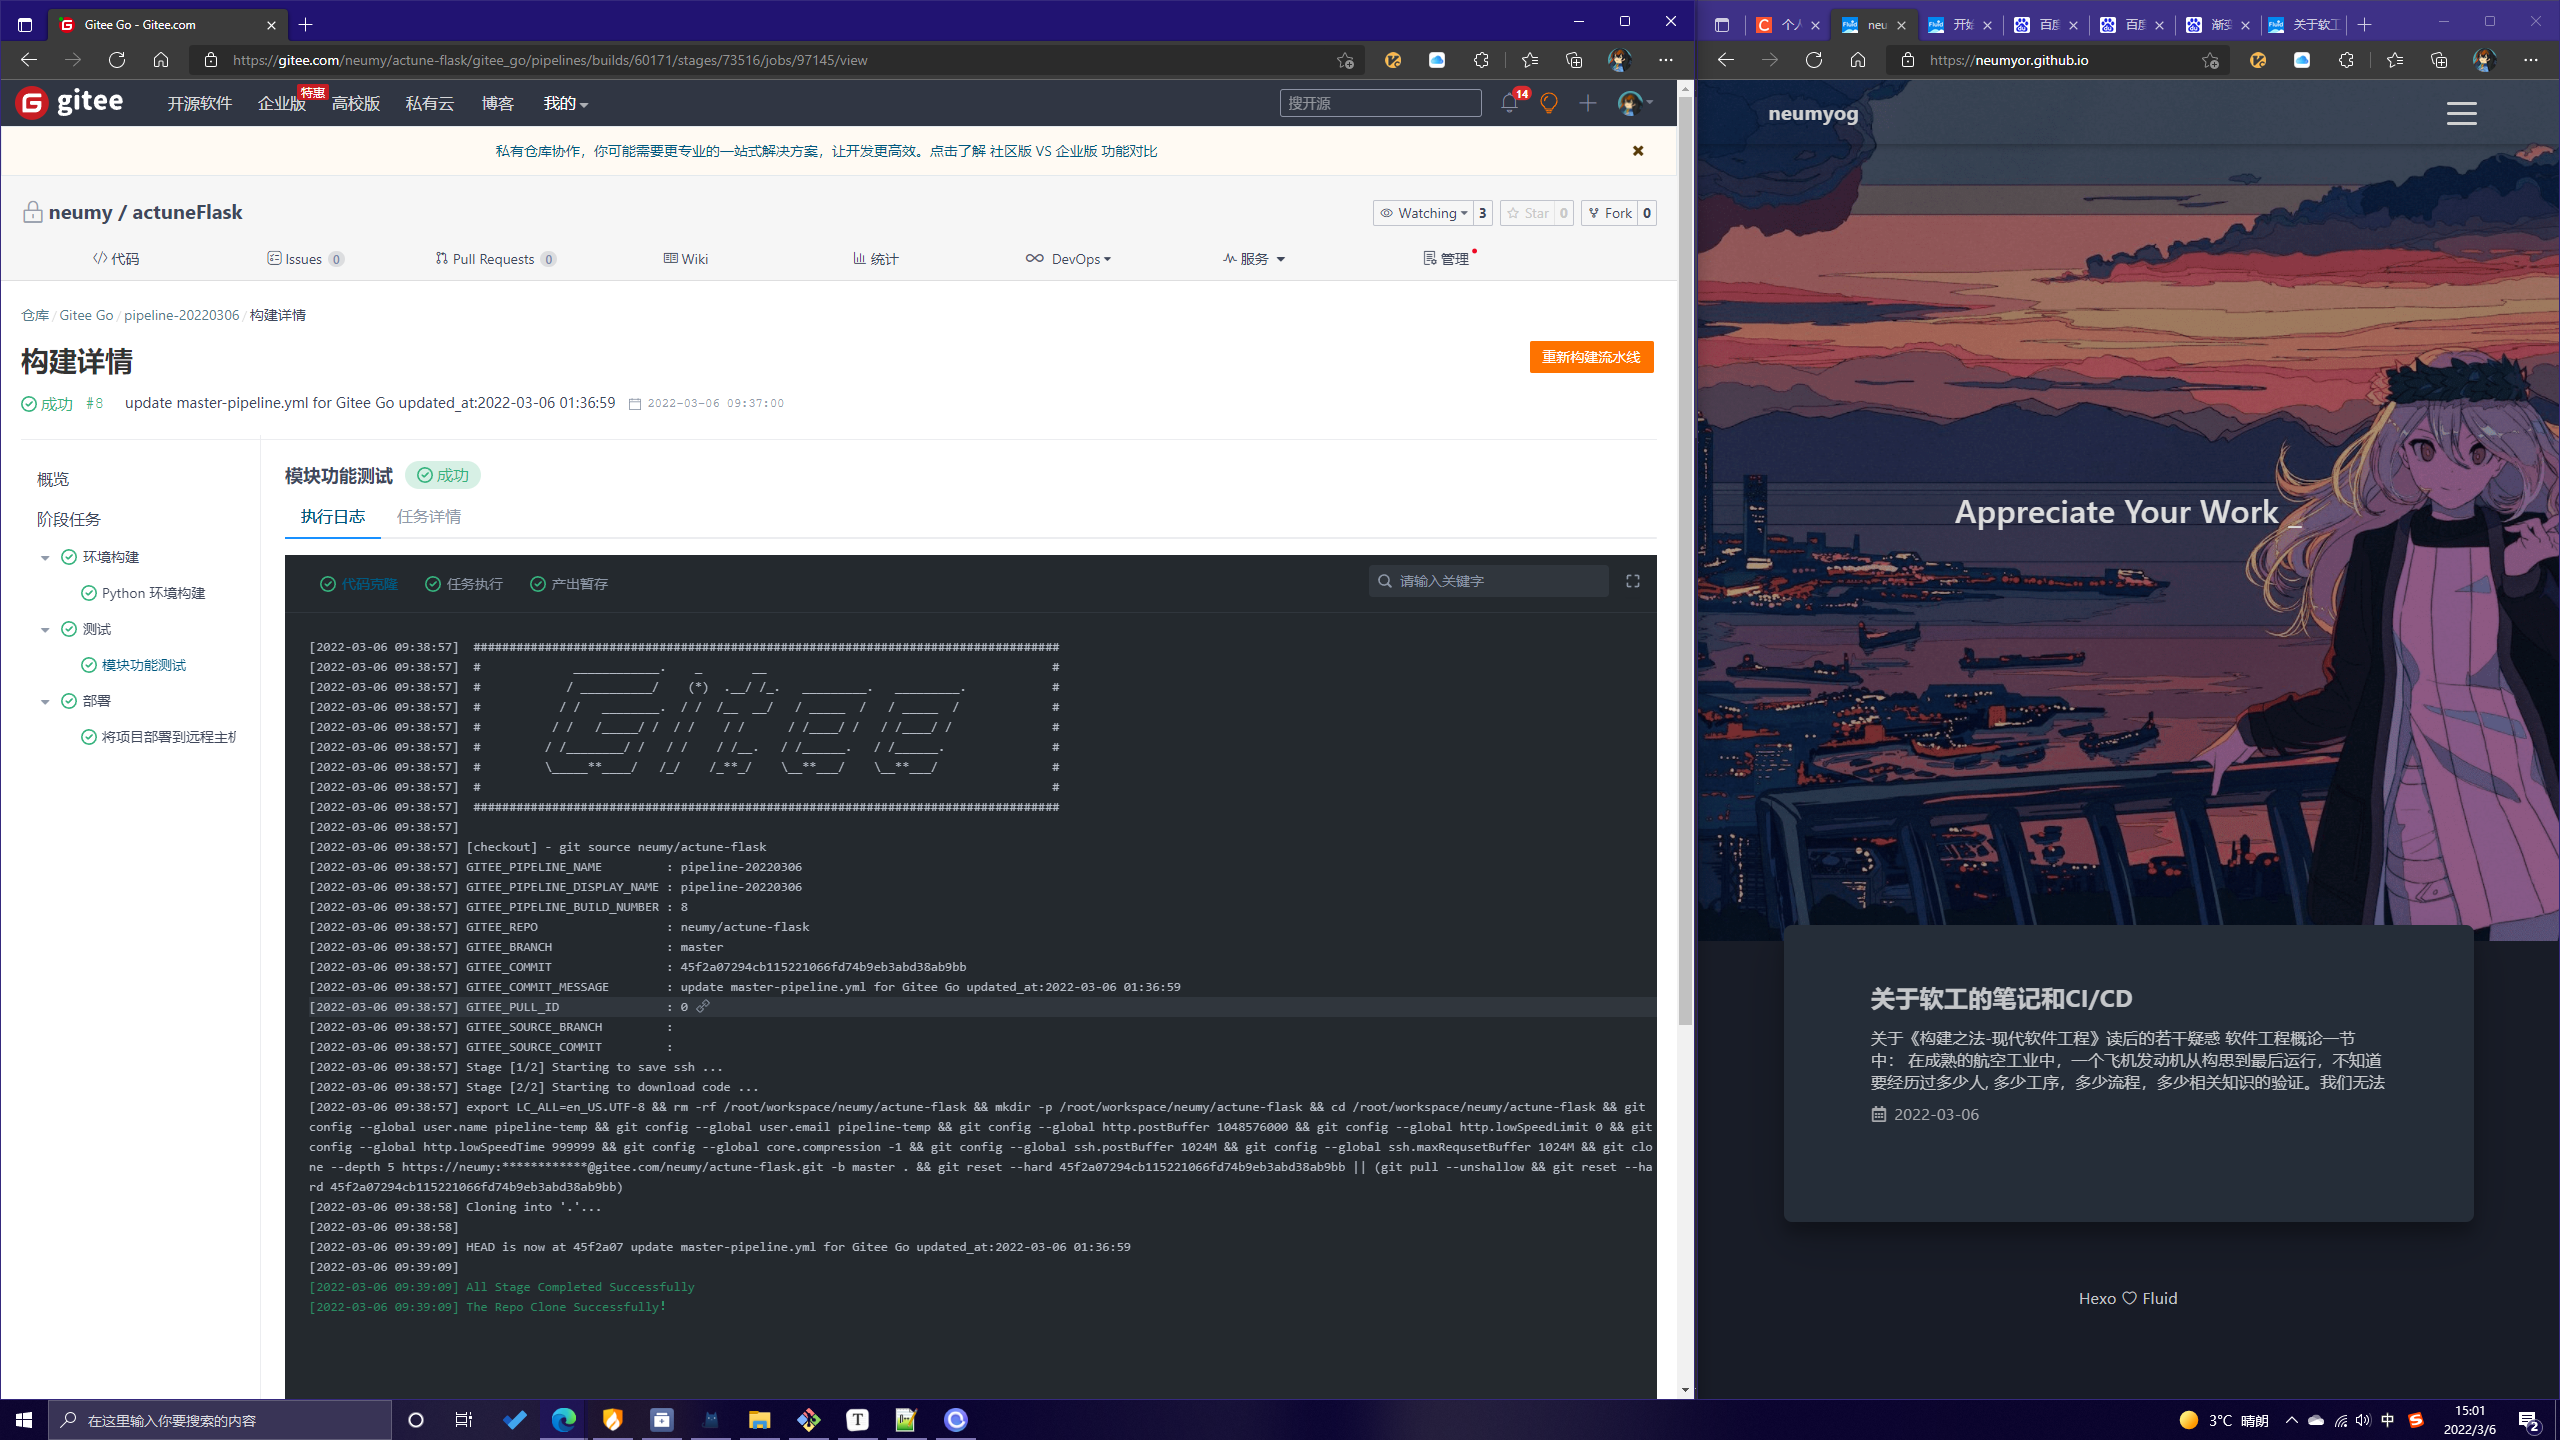 Gitee Go - Gitee.com
https://gitee.com/neumy/actune-flask/gitee_go/pipelines/builds/60171/stages/73516/jobs/97145/view
gitee
开源软件 企业版 特惠 高校版 私有云 博客 我的
搜开源
14
私有仓库协作，你可能需要更专业的一站式解决方案，让开发更高效。点击了解 社区版 VS 企业版 功能对比
neumy / actuneFlask
Watching 3 Star 0 Fork 0
代码 Issues 0 Pull Requests 0 Wiki 统计 DevOps 服务 管理
仓库 / Gitee Go / pipeline-20220306 / 构建详情
构建详情
重新构建流水线
成功 #8 update master-pipeline.yml for Gitee Go updated_at:2022-03-06 01:36:59 2022-03-06 09:37:00
概览
阶段任务
环境构建
Python 环境构建
测试
模块功能测试
部署
将项目部署到远程主机
模块功能测试 成功
执行日志 任务详情
代码克隆 任务执行 产出暂存
请输入关键字
[2022-03-06 09:38:57] ##################################################################################
[2022-03-06 09:38:57] # ____________. _ __ #
[2022-03-06 09:38:57] # / __________/ (*) .__/ /_. _________. _________. #
[2022-03-06 09:38:57] # / / ________. / / /__ __/ / _____ / / _____ / #
[2022-03-06 09:38:57] # / / /_____/ / / / / / / /____/ / / /____/ / #
[2022-03-06 09:38:57] # / /________/ / / / / /__. / /______. / /______. #
[2022-03-06 09:38:57] # \_____**____/ /_/ /_**_/ \__**___/ \__**___/ #
[2022-03-06 09:38:57] # #
[2022-03-06 09:38:57] ##################################################################################
[2022-03-06 09:38:57]
[2022-03-06 09:38:57] [checkout] - git source neumy/actune-flask
[2022-03-06 09:38:57] GITEE_PIPELINE_NAME : pipeline-20220306
[2022-03-06 09:38:57] GITEE_PIPELINE_DISPLAY_NAME : pipeline-20220306
[2022-03-06 09:38:57] GITEE_PIPELINE_BUILD_NUMBER : 8
[2022-03-06 09:38:57] GITEE_REPO : neumy/actune-flask
[2022-03-06 09:38:57] GITEE_BRANCH : master
[2022-03-06 09:38:57] GITEE_COMMIT : 45f2a07294cb115221066fd74b9eb3abd38ab9bb
[2022-03-06 09:38:57] GITEE_COMMIT_MESSAGE : update master-pipeline.yml for Gitee Go updated_at:2022-03-06 01:36:59
[2022-03-06 09:38:57] GITEE_PULL_ID : 0
[2022-03-06 09:38:57] GITEE_SOURCE_BRANCH :
[2022-03-06 09:38:57] GITEE_SOURCE_COMMIT :
[2022-03-06 09:38:57] Stage [1/2] Starting to save ssh ...
[2022-03-06 09:38:57] Stage [2/2] Starting to download code ...
[2022-03-06 09:38:57] export LC_ALL=en_US.UTF-8 && rm -rf /root/workspace/neumy/actune-flask && mkdir -p /root/workspace/neumy/actune-flask && cd /root/workspace/neumy/actune-flask && git
config --global user.name pipeline-temp && git config --global user.email pipeline-temp && git config --global http.postBuffer 1048576000 && git config --global http.lowSpeedLimit 0 && git
config --global http.lowSpeedTime 999999 && git config --global core.compression -1 && git config --global ssh.postBuffer 1024M && git config --global ssh.maxRequsetBuffer 1024M && git clo
ne --depth 5 https://neumy:************@gitee.com/neumy/actune-flask.git -b master . && git reset --hard 45f2a07294cb115221066fd74b9eb3abd38ab9bb || (git pull --unshallow && git reset --ha
rd 45f2a07294cb115221066fd74b9eb3abd38ab9bb)
[2022-03-06 09:38:58] Cloning into '.'...
[2022-03-06 09:38:58]
[2022-03-06 09:39:09] HEAD is now at 45f2a07 update master-pipeline.yml for Gitee Go updated_at:2022-03-06 01:36:59
[2022-03-06 09:39:09]
[2022-03-06 09:39:09] All Stage Completed Successfully
[2022-03-06 09:39:09] The Repo Clone Successfully!
个人 neu 开始 百度 百度 渐变 关于软工
https://neumyor.github.io
neumyog
Appreciate Your Work _
关于软工的笔记和CI/CD
关于《构建之法-现代软件工程》读后的若干疑惑 软件工程概论一节
中： 在成熟的航空工业中，一个飞机发动机从构思到最后运行，不知道
要经历过多少人, 多少工序，多少流程，多少相关知识的验证。我们无法
2022-03-06
Hexo ♡ Fluid
在这里输入你要搜索的内容
3°C 晴朗
中
15:01
2022/3/6
2